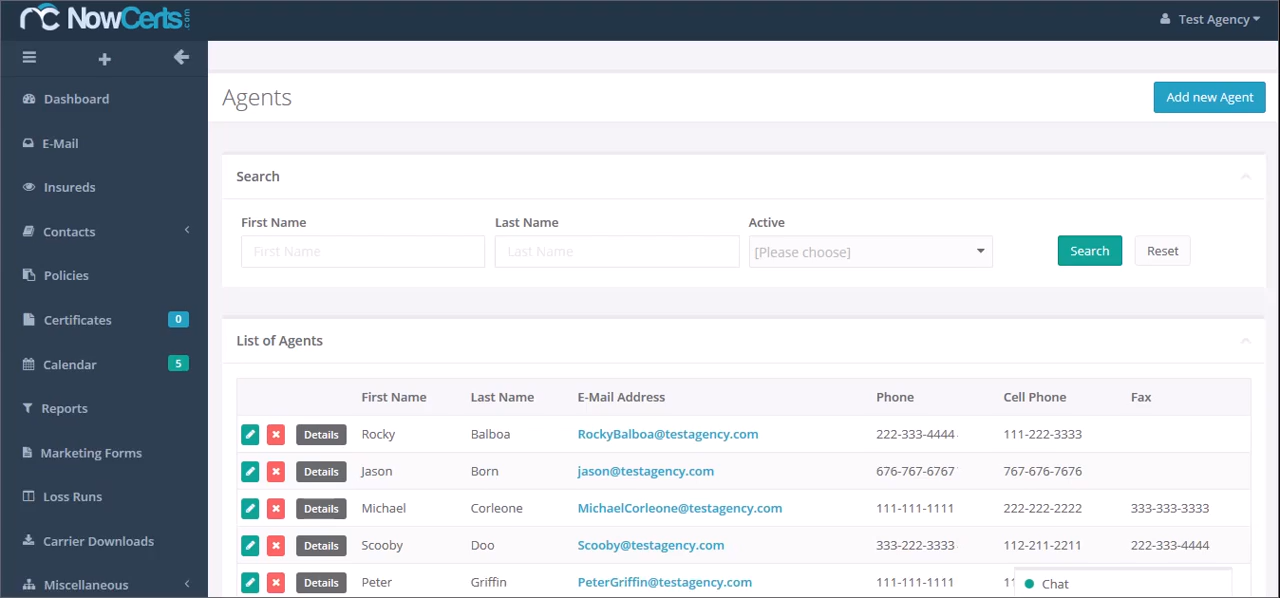 NowCerts.com
Test Agency
Dashboard
E-Mail
Insureds
Contacts
Policies
Certificates 0
Calendar 5
Reports
Marketing Forms
Loss Runs
Carrier Downloads
Miscellaneous
Agents
Add new Agent
Search
First Name Last Name Active
First Name Last Name [Please choose] Search Reset
List of Agents
First Name Last Name E-Mail Address Phone Cell Phone Fax
Details Rocky Balboa RockyBalboa@testagency.com 222-333-4444 111-222-3333
Details Jason Born jason@testagency.com 676-767-6767 767-676-7676
Details Michael Corleone MichaelCorleone@testagency.com 111-111-1111 222-222-2222 333-333-3333
Details Scooby Doo Scooby@testagency.com 333-222-3333 112-211-2211 222-333-4444
Details Peter Griffin PeterGriffin@testagency.com 111-111-1111
Chat